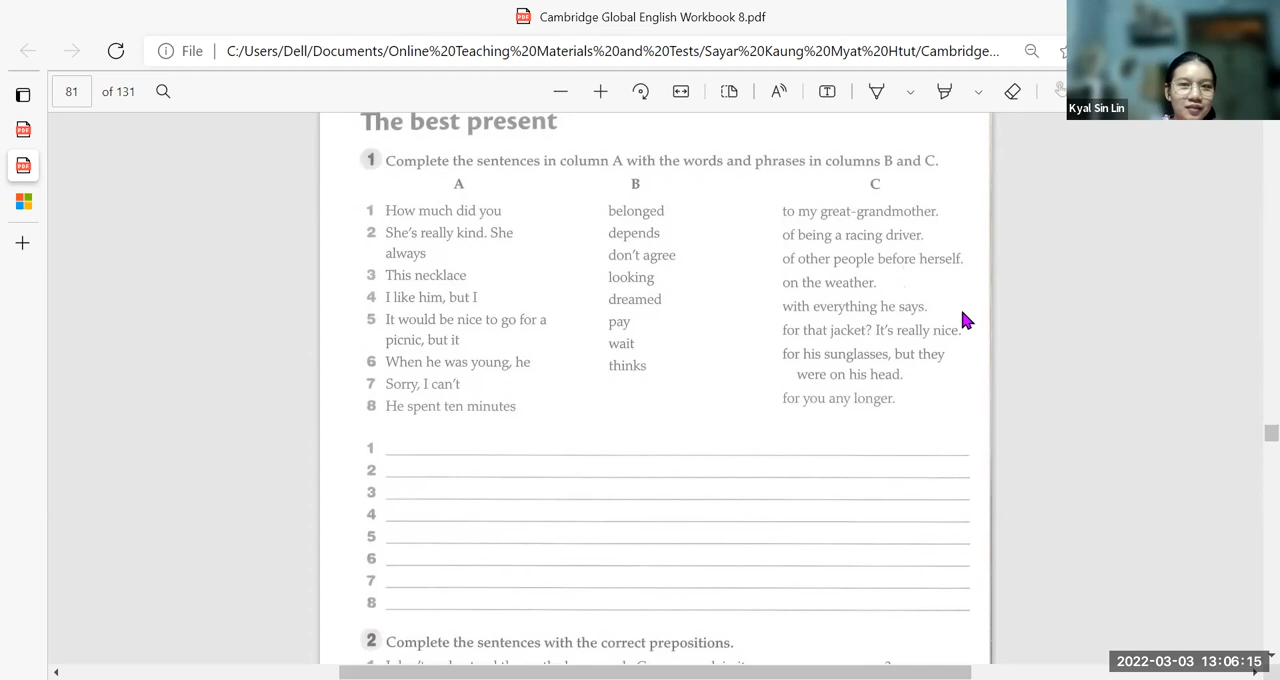 Cambridge Global English Workbook 8.pdf
File C:/Users/Dell/Documents/Online%20Teaching%20Materials%20and%20Tests/Sayar%20Kaung%20Myat%20Htut/Cambridge...
81 of 131
Kyal Sin Lin
The best present
1 Complete the sentences in column A with the words and phrases in columns B and C.
A B C
1 How much did you
2 She's really kind. She
always
3 This necklace
4 I like him, but I
5 It would be nice to go for a
picnic, but it
6 When he was young, he
7 Sorry, I can't
8 He spent ten minutes
belonged
depends
don't agree
looking
dreamed
pay
wait
thinks
to my great-grandmother.
of being a racing driver.
of other people before herself.
on the weather.
with everything he says.
for that jacket? It's really nice.
for his sunglasses, but they
were on his head.
for you any longer.
1
2
3
4
5
6
7
8
2 Complete the sentences with the correct prepositions.
2022-03-03 13:06:15